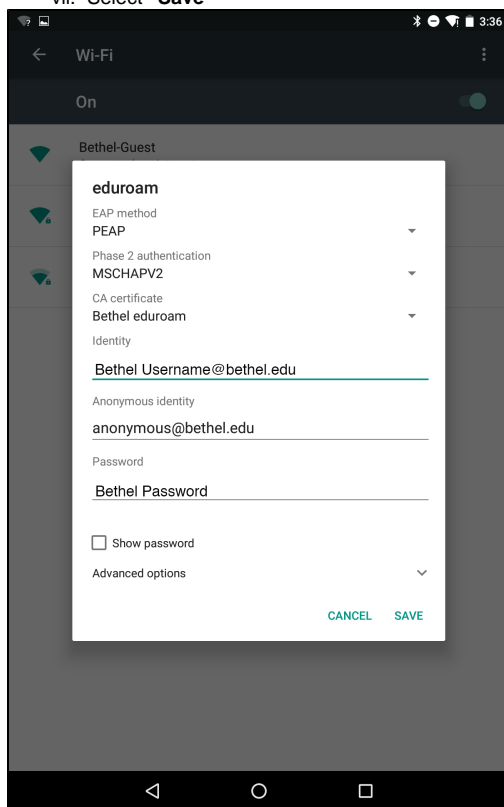 vii. Select "Save"
3:36
Wi-Fi
On
Bethel-Guest
eduroam
EAP method
PEAP
Phase 2 authentication
MSCHAPV2
CA certificate
Bethel eduroam
Identity
Bethel Username@bethel.edu
Anonymous identity
anonymous@bethel.edu
Password
Bethel Password
Show password
Advanced options
CANCEL SAVE